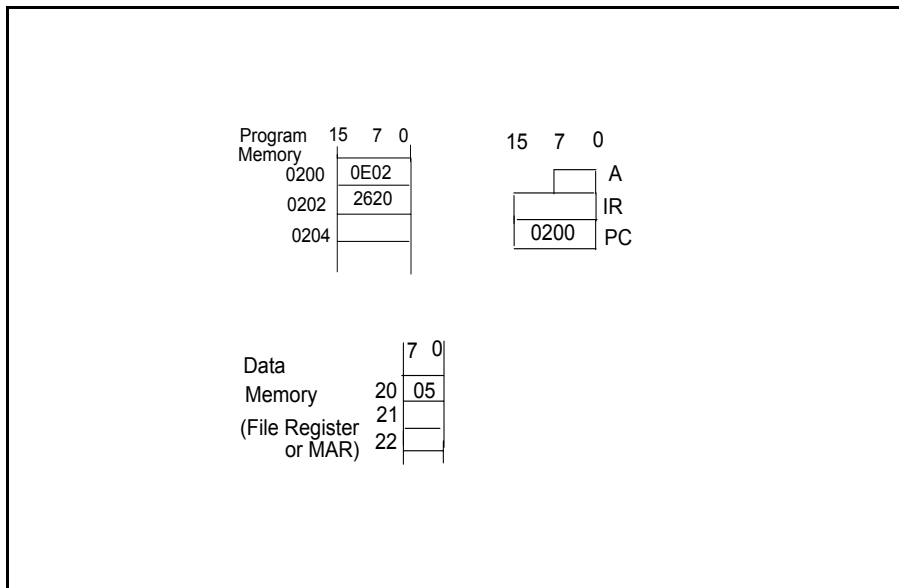 Program 15 7 0
Memory
0200 0E02
0202 2620
0204
15 7 0
A
IR
0200 PC
7 0
Data
Memory 20 05
21
(File Register
or MAR) 22